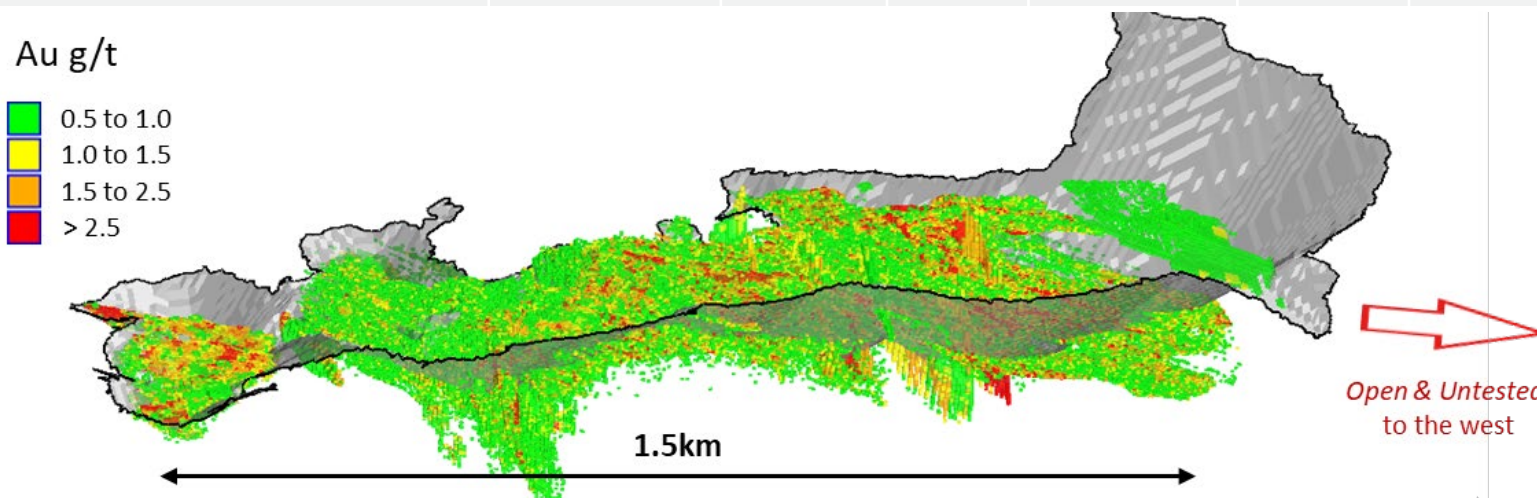 Au g/t
0.5 to 1.0
1.0 to 1.5
1.5 to 2.5
> 2.5
1.5km
Open & Untested
to the west